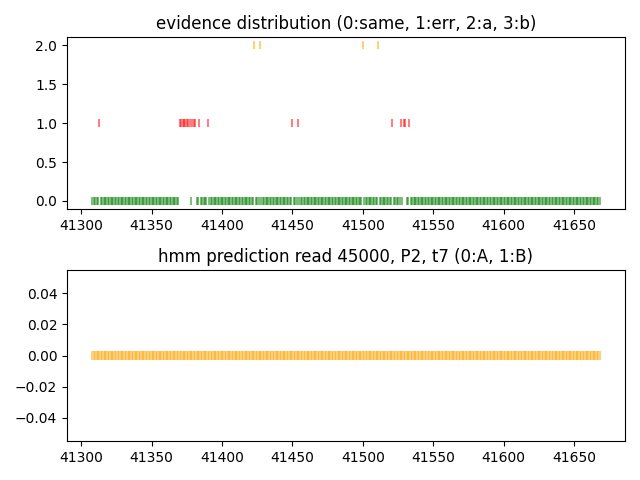 evidence distribution (0:same, 1:err, 2:a, 3:b)
2.0
1.5
1.0
0.5
0.0
41300 41350 41400 41450 41500 41550 41600 41650
hmm prediction read 45000, P2, t7 (0:A, 1:B)
0.04
0.02
0.00
−0.02
−0.04
41300 41350 41400 41450 41500 41550 41600 41650